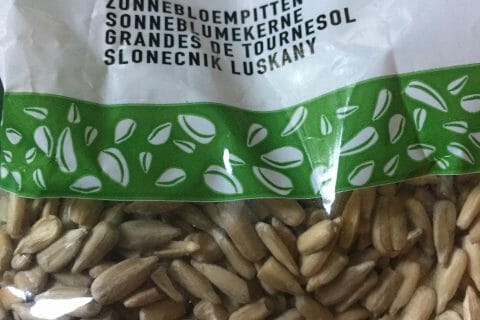 ZONNEBLOEMPITTEN
SONNEBLUMEKERNE
GRANDES DE TOURNESOL
SLONECNIK LUSKANY